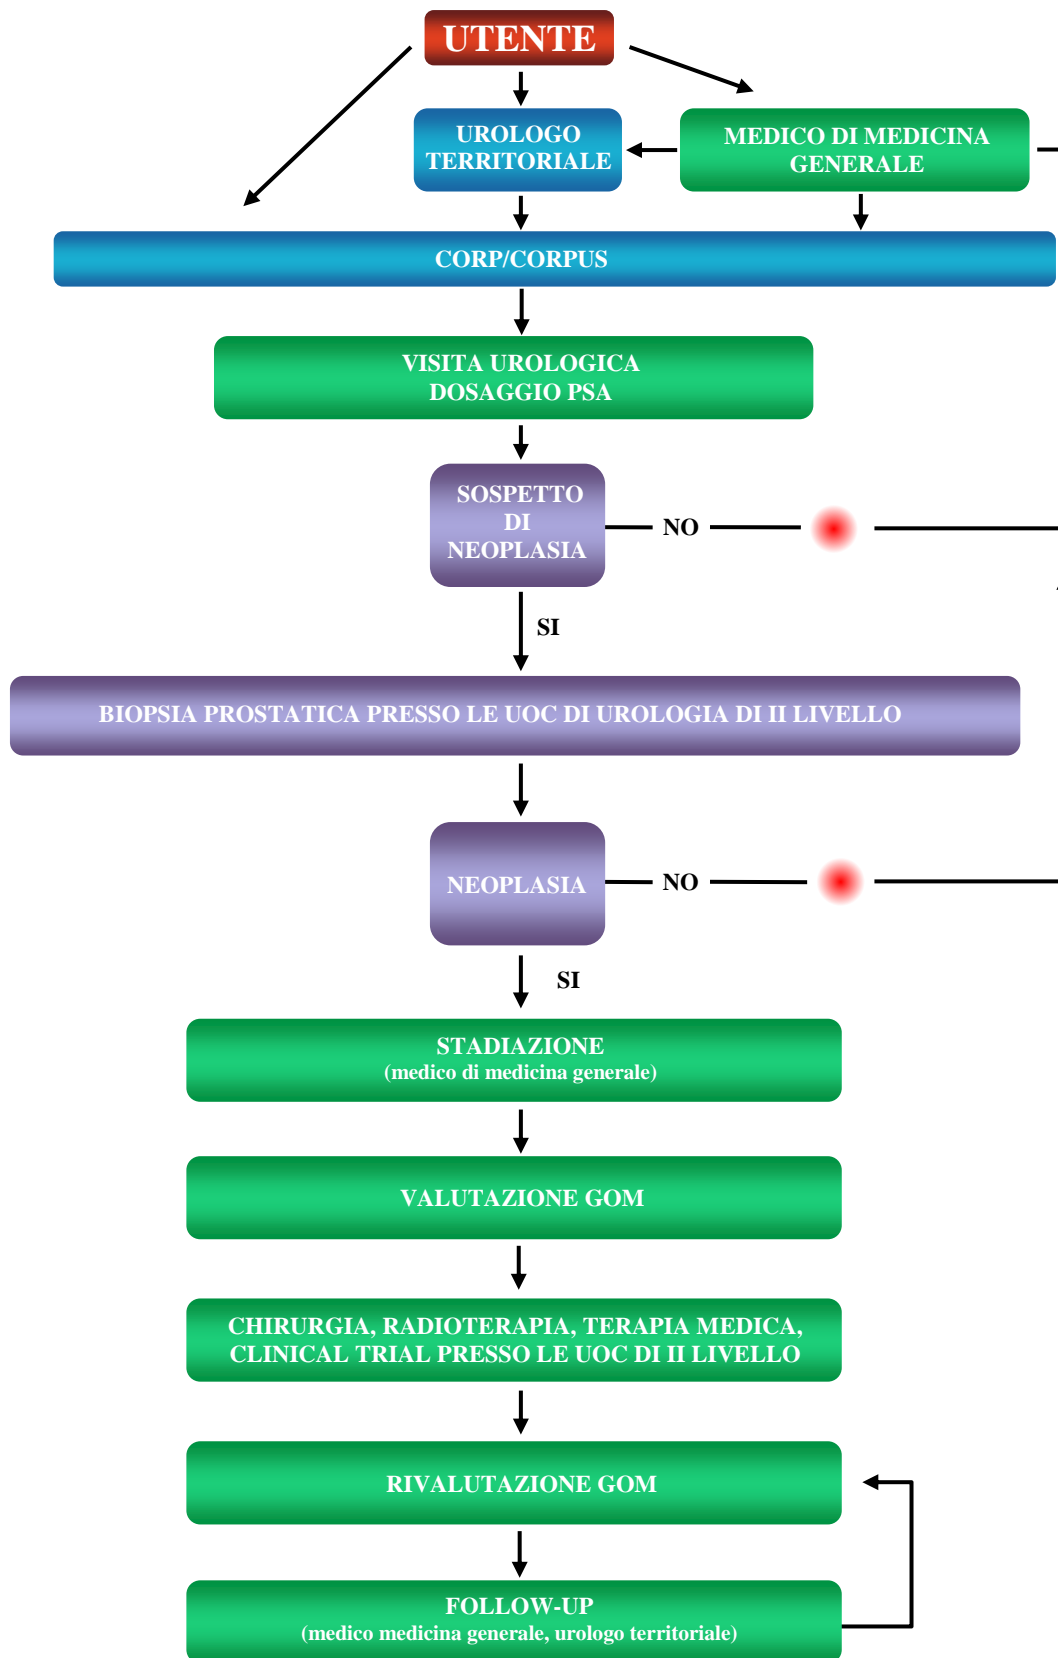 UTENTE
UROLOGO
TERRITORIALE
MEDICO DI MEDICINA
GENERALE
CORP/CORPUS
VISITA UROLOGICA
DOSAGGIO PSA
SOSPETTO
DI
NEOPLASIA
NO
SI
BIOPSIA PROSTATICA PRESSO LE UOC DI UROLOGIA DI II LIVELLO
NEOPLASIA
NO
SI
STADIAZIONE
(medico di medicina generale)
VALUTAZIONE GOM
CHIRURGIA, RADIOTERAPIA, TERAPIA MEDICA,
CLINICAL TRIAL PRESSO LE UOC DI II LIVELLO
RIVALUTAZIONE GOM
FOLLOW-UP
(medico medicina generale, urologo territoriale)